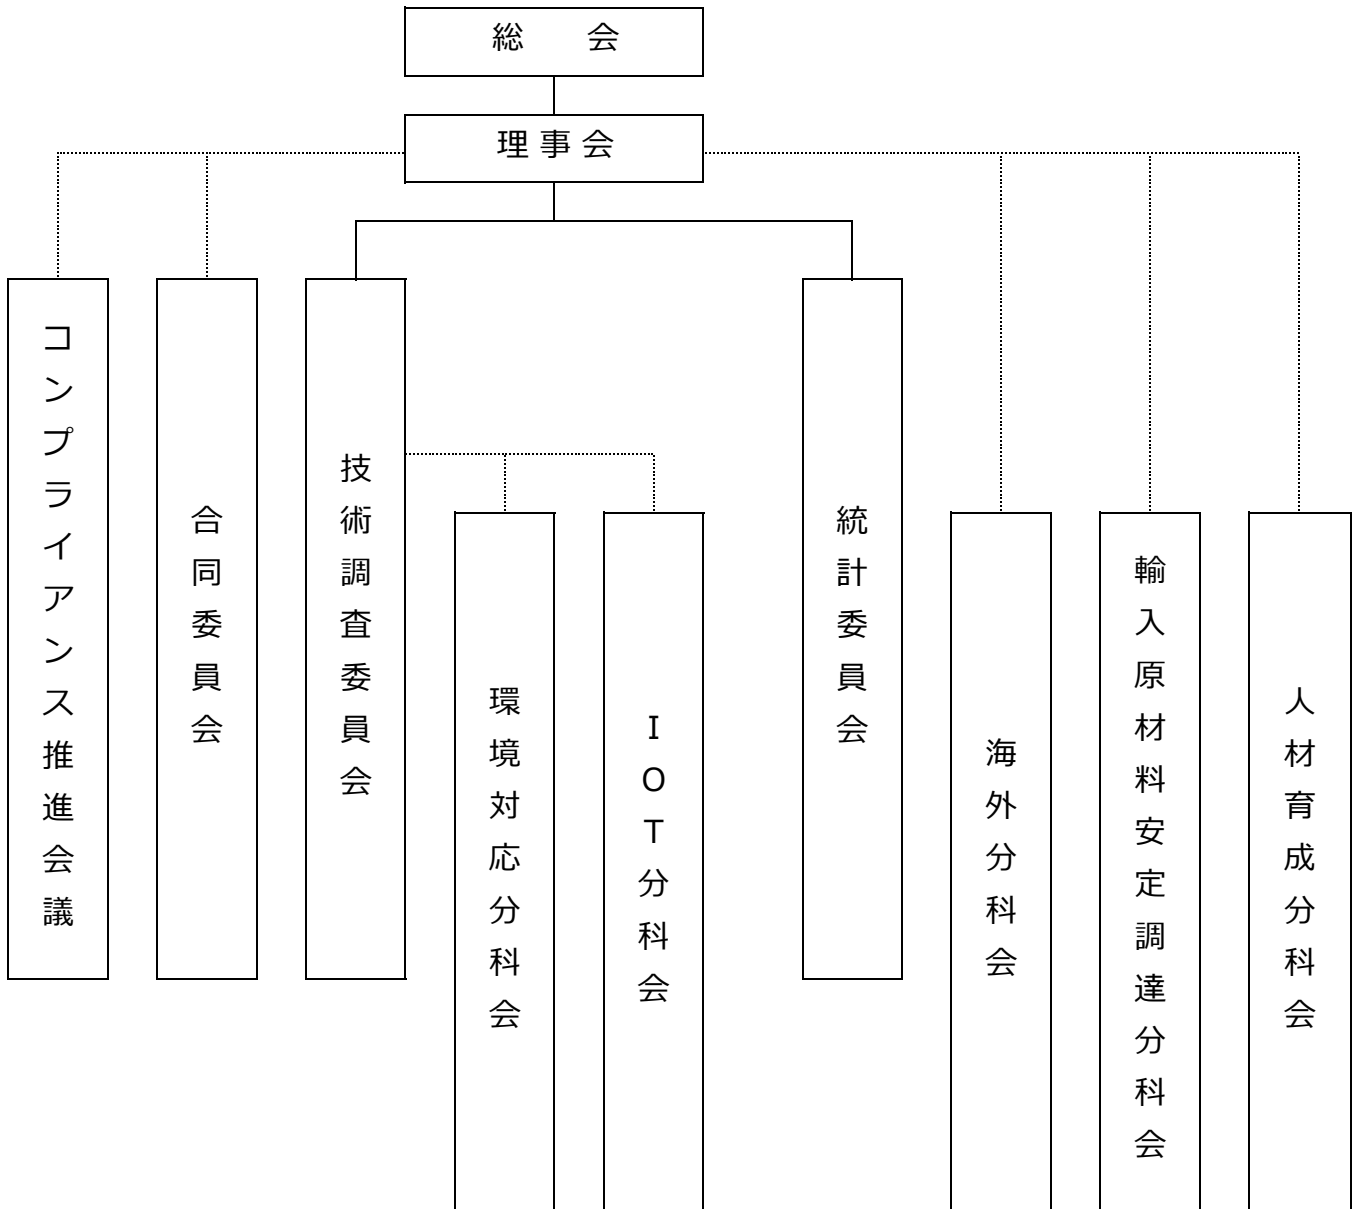 総　会
理事会
コンプライアンス推進会議
合同委員会
技術調査委員会
環境対応分科会
IOT分科会
統計委員会
海外分科会
輸入原材料安定調達分科会
人材育成分科会